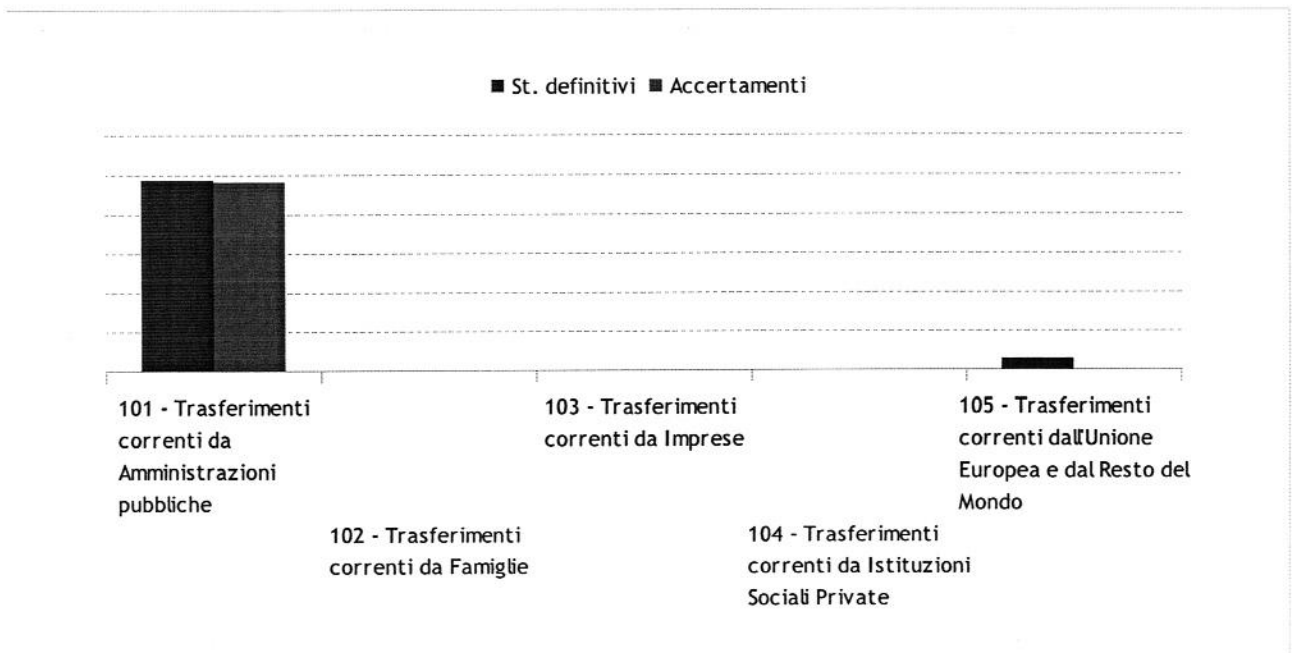 ■ St. definitivi ■ Accertamenti
101 - Trasferimenti
correnti da
Amministrazioni
pubbliche
102 - Trasferimenti
correnti da Famiglie
103 - Trasferimenti
correnti da Imprese
104 - Trasferimenti
correnti da Istituzioni
Sociali Private
105 - Trasferimenti
correnti dall'Unione
Europea e dal Resto del
Mondo